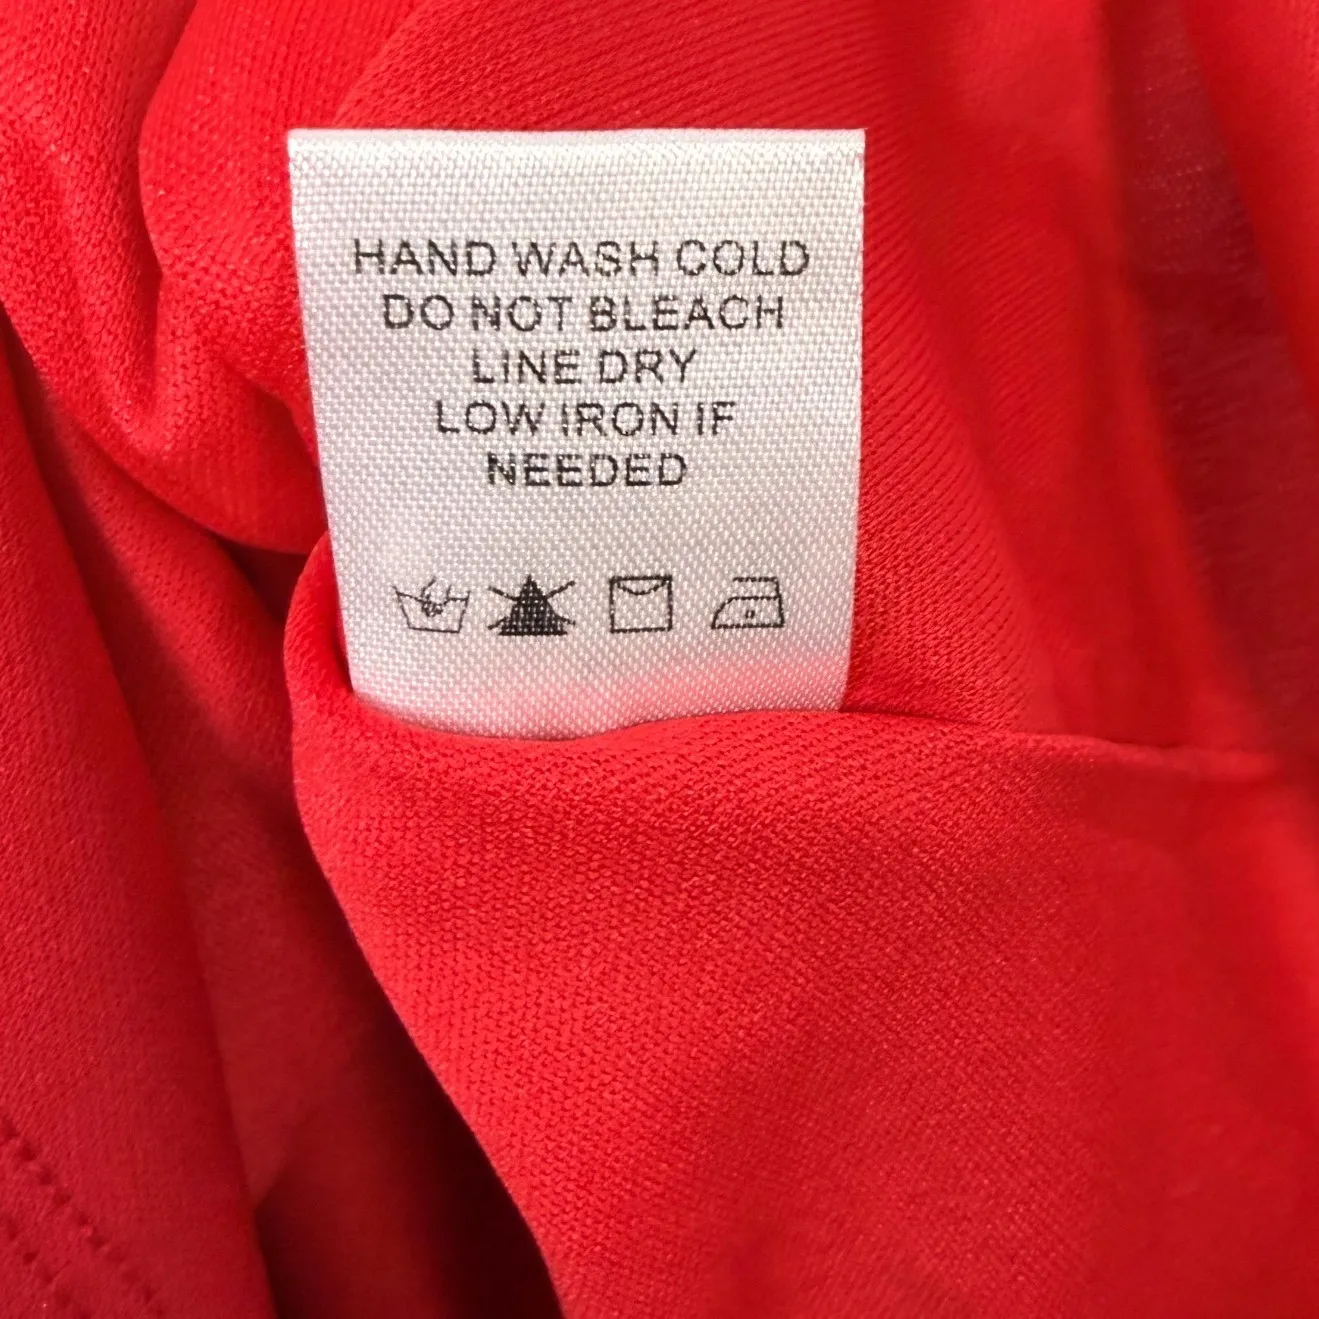 HAND WASH COLD
DO NOT BLEACH
LINE DRY
LOW IRON IF
NEEDED